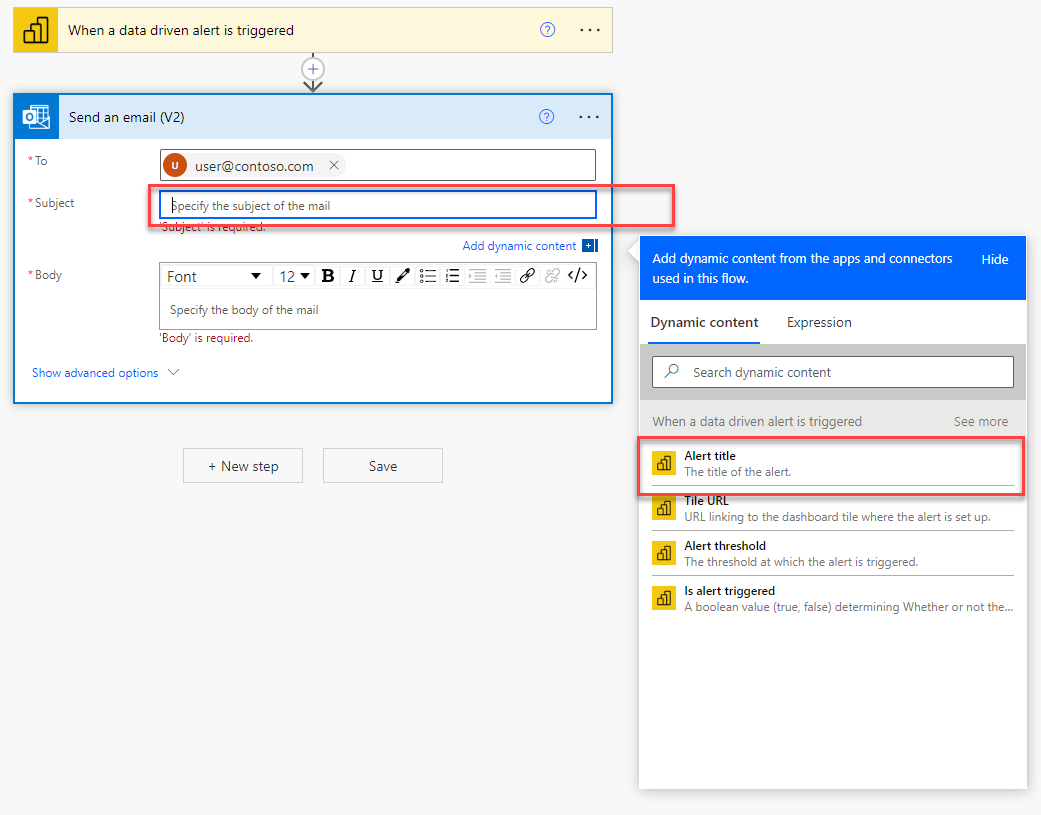 When a data driven alert is triggered
Send an email (V2)
* To
U user@contoso.com
* Subject
Specify the subject of the mail
'Subject' is required.
Add dynamic content
* Body
Font 12 B I U </>
Specify the body of the mail
'Body' is required.
Show advanced options
+ New step
Save
Add dynamic content from the apps and connectors
used in this flow.
Hide
Dynamic content
Expression
Search dynamic content
When a data driven alert is triggered
See more
Alert title
The title of the alert.
Tile URL
URL linking to the dashboard tile where the alert is set up.
Alert threshold
The threshold at which the alert is triggered.
Is alert triggered
A boolean value (true, false) determining Whether or not the...